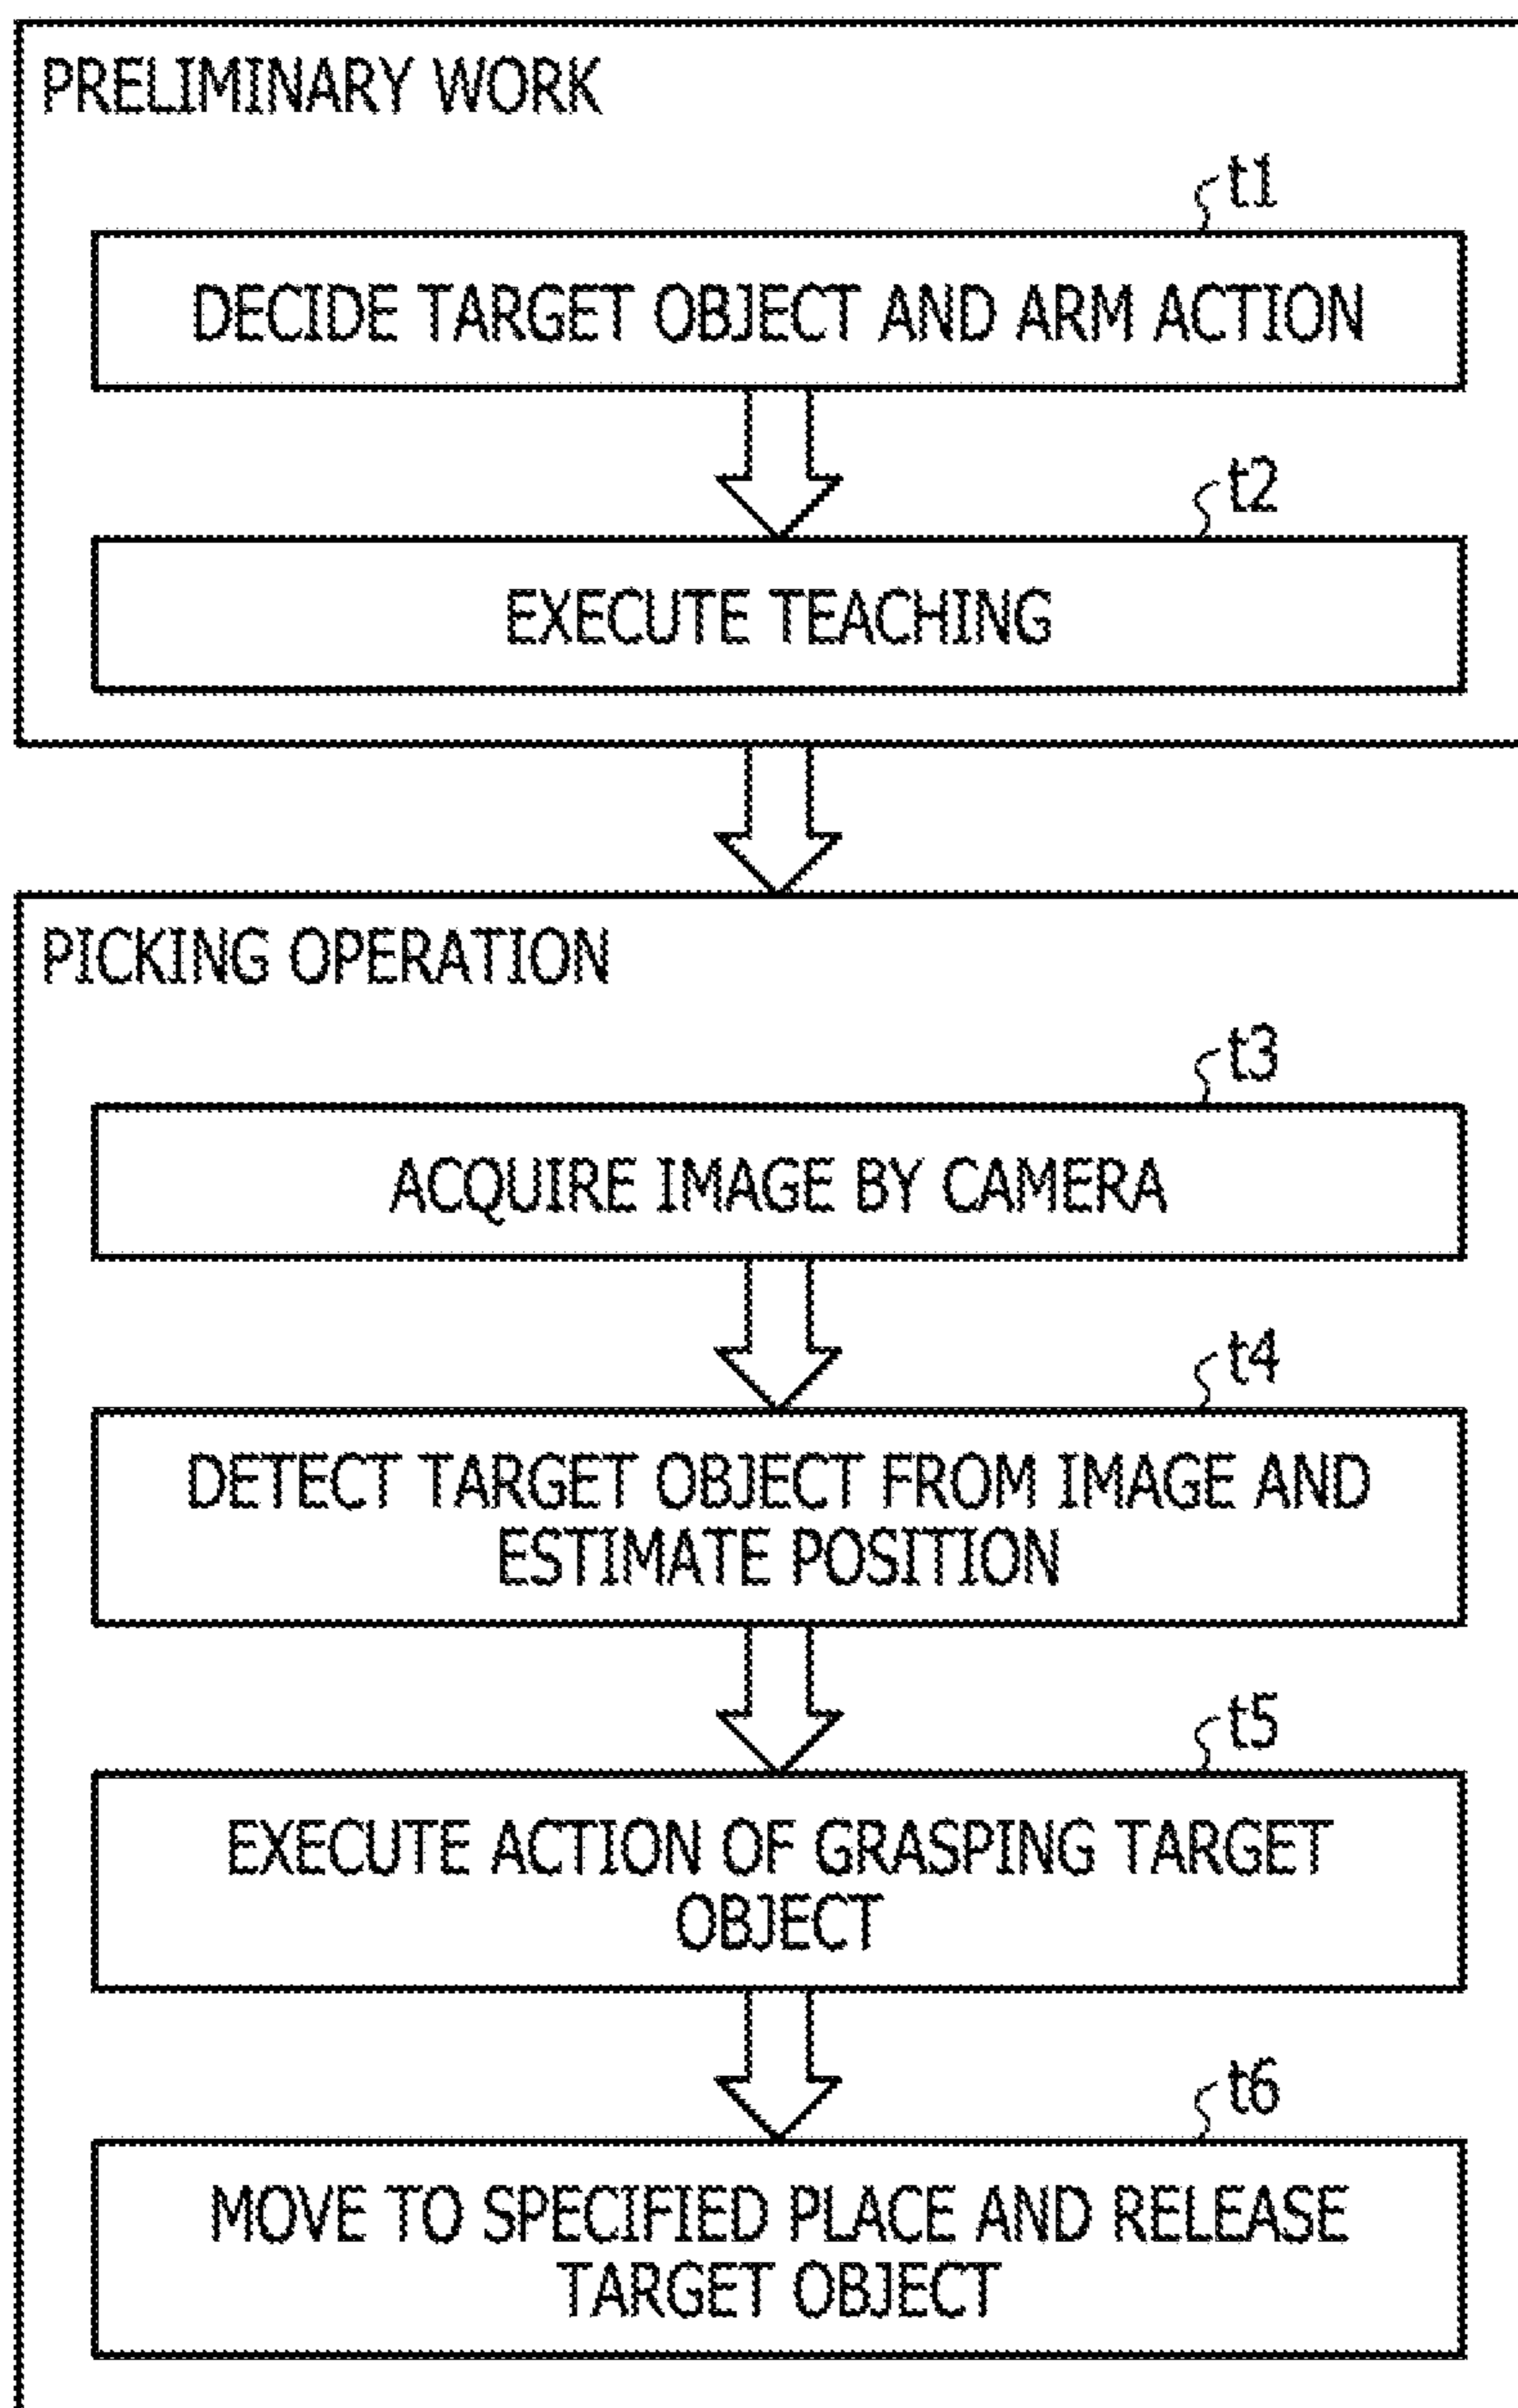 PRELIMINARY WORK
t1
DECIDE TARGET OBJECT AND ARM ACTION
t2
EXECUTE TEACHING
PICKING OPERATION
t3
ACQUIRE IMAGE BY CAMERA
t4
DETECT TARGET OBJECT FROM IMAGE AND
ESTIMATE POSITION
t5
EXECUTE ACTION OF GRASPING TARGET
OBJECT
t6
MOVE TO SPECIFIED PLACE AND RELEASE
TARGET OBJECT